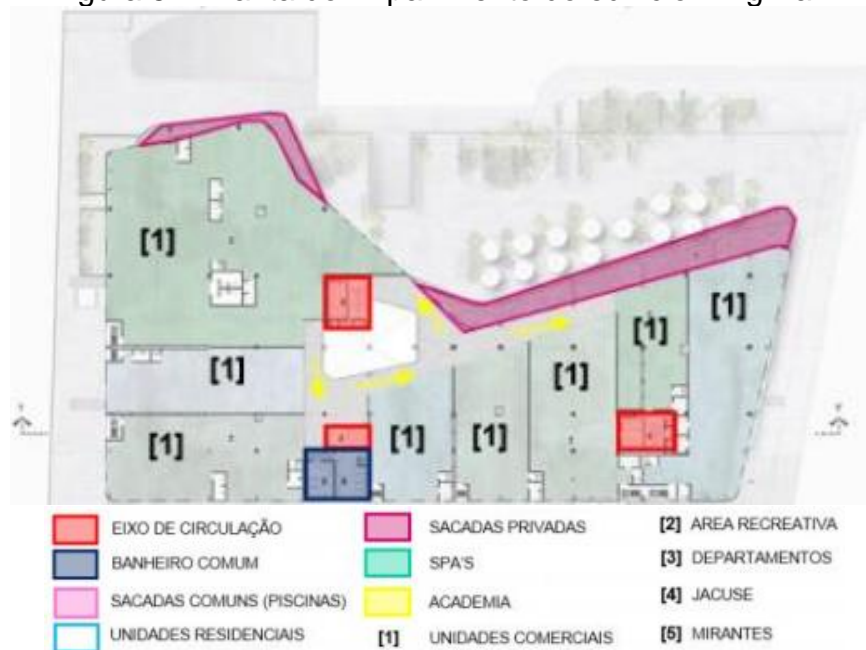 [1]
[1]
[1]
[1]
[1]
[1]
[1]
[1]
EIXO DE CIRCULAÇÃO
BANHEIRO COMUM
SACADAS COMUNS (PISCINAS)
UNIDADES RESIDENCIAIS
SACADAS PRIVADAS
SPA'S
ACADEMIA
[1] UNIDADES COMERCIAIS
[2] AREA RECREATIVA
[3] DEPARTAMENTOS
[4] JACUSE
[5] MIRANTES